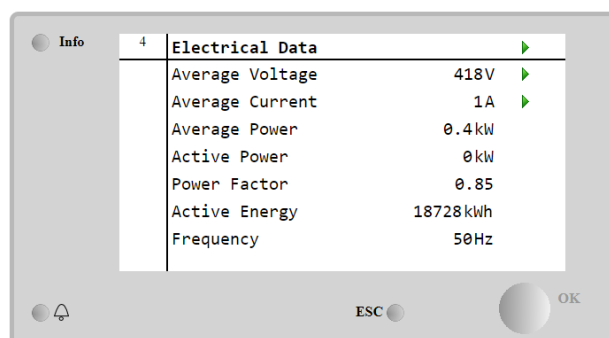 Info
4 Electrical Data
Average Voltage 418V
Average Current 1A
Average Power 0.4kW
Active Power 0kW
Power Factor 0.85
Active Energy 18728kWh
Frequency 50Hz
ESC
OK